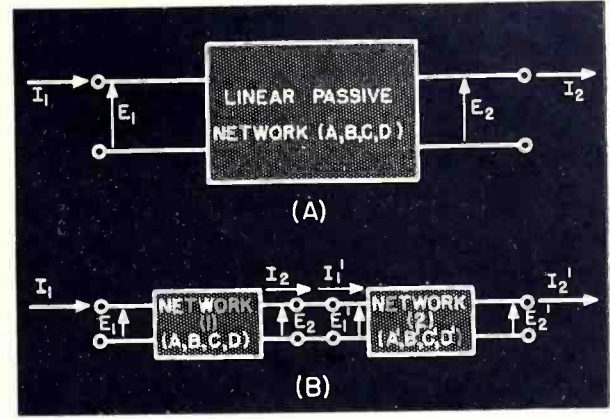 I₁
E₁
LINEAR PASSIVE
NETWORK (A,B,C,D)
E₂
I₂
(A)
I₁
E₁
NETWORK
(1)
(A,B,C,D)
I₂
E₂
I₁'
E₁'
NETWORK
(2)
(A,B,C,D)
E₂'
I₂'
(B)